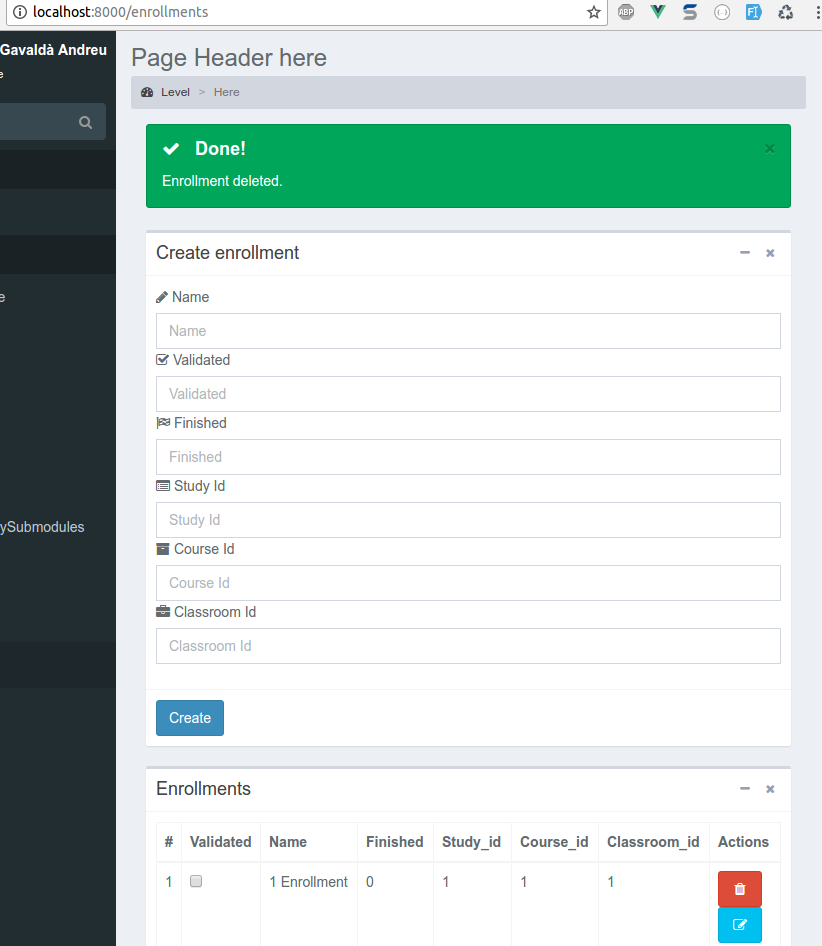 localhost:8000/enrollments
ABP
Gavaldà Andreu
e
Page Header here
Level > Here
Done!
×
Enrollment deleted.
Create enrollment
Name
Name
Validated
Validated
Finished
Finished
Study Id
Study Id
e
ySubmodules
Course Id
Course Id
Classroom Id
Classroom Id
Create
Enrollments
# Validated Name Finished Study_id Course_id Classroom_id Actions
1 1 Enrollment 0 1 1 1